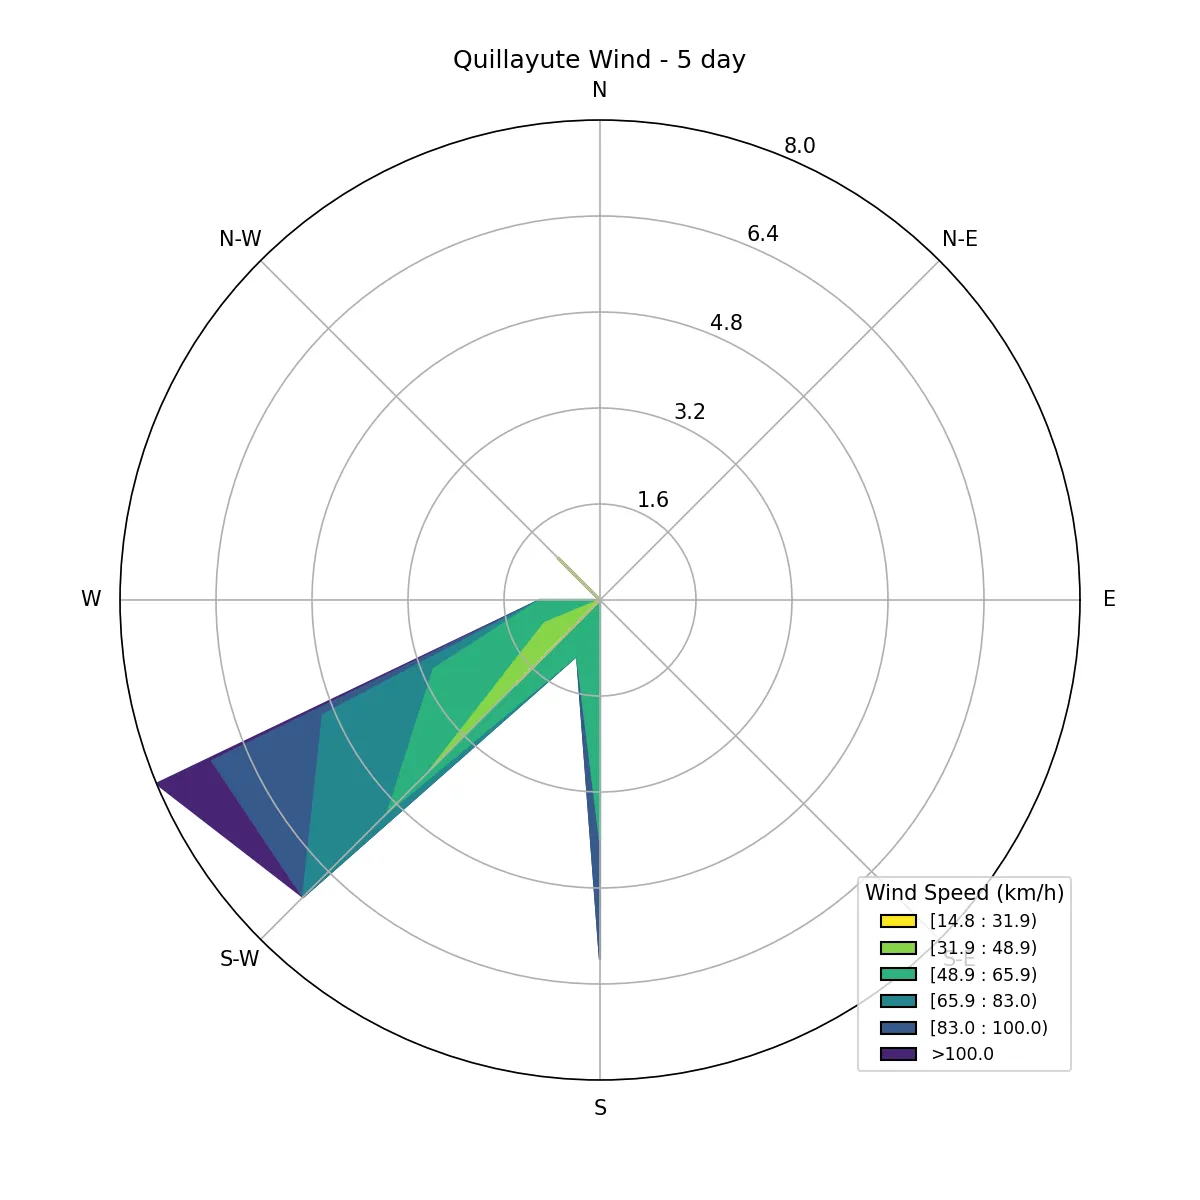 Quillayute Wind - 5 day
N
8.0
N-W
N-E
6.4
4.8
3.2
1.6
W
E
S-W
S-E
Wind Speed (km/h)
[14.8 : 31.9)
[31.9 : 48.9)
[48.9 : 65.9)
[65.9 : 83.0)
[83.0 : 100.0)
>100.0
S